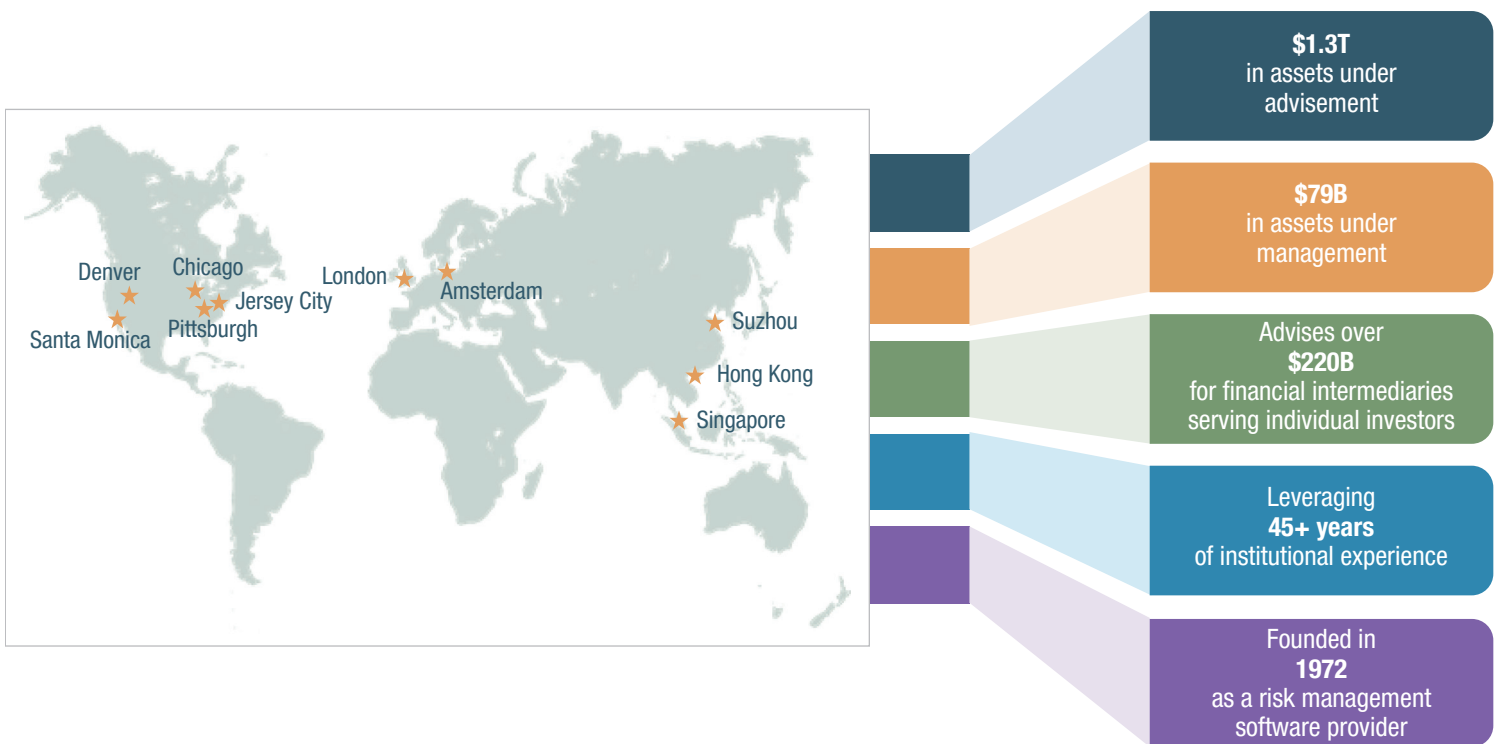 Denver
Chicago
Jersey City
Pittsburgh
Santa Monica
London
Amsterdam
Suzhou
Hong Kong
Singapore
$1.3T
in assets under
advisement
$79B
in assets under
management
Advises over
$220B
for financial intermediaries
serving individual investors
Leveraging
45+ years
of institutional experience
Founded in
1972
as a risk management
software provider